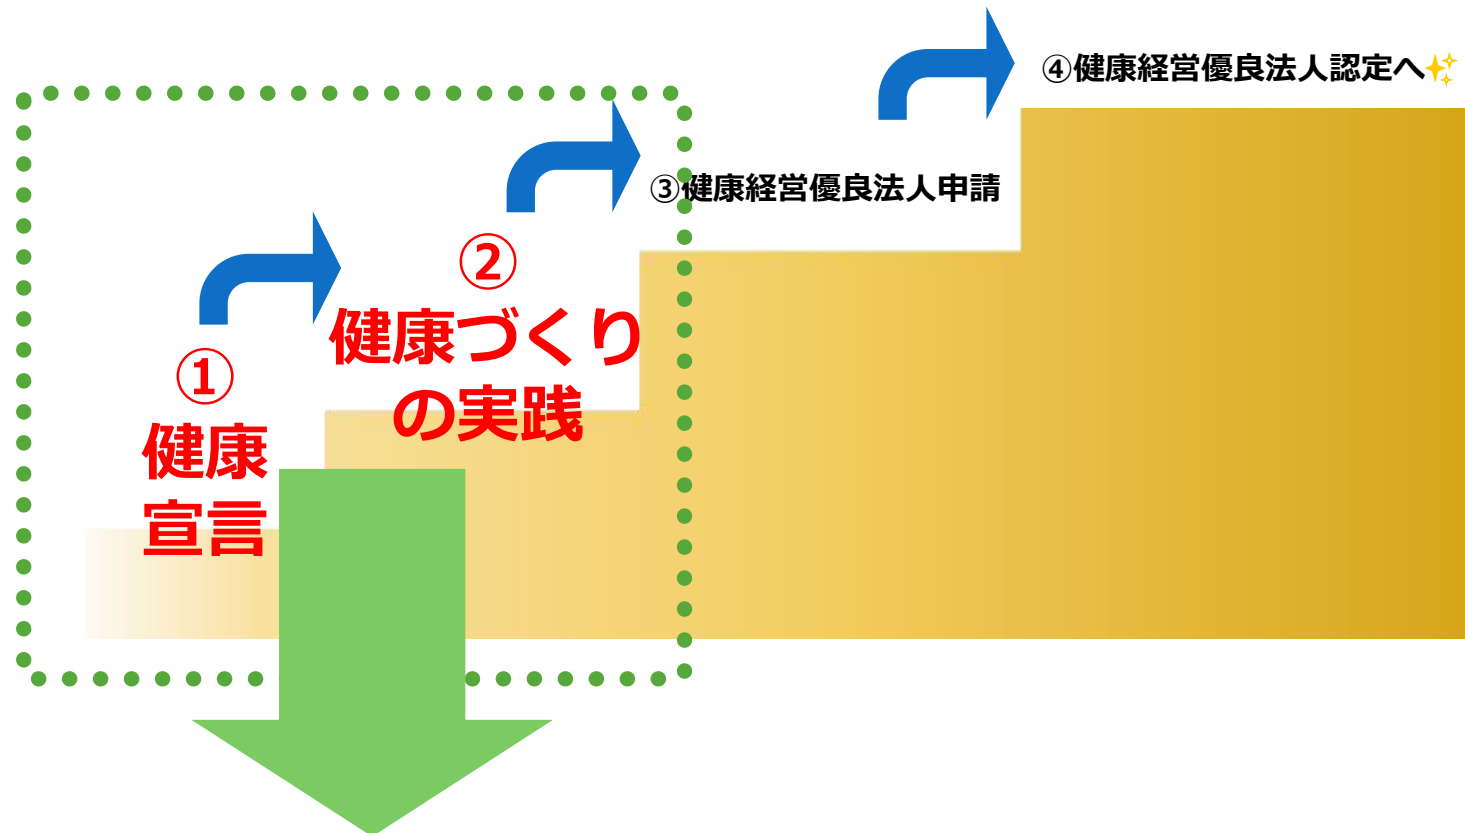 ①
健康
宣言
②
健康づくり
の実践
③健康経営優良法人申請
④健康経営優良法人認定へ✨